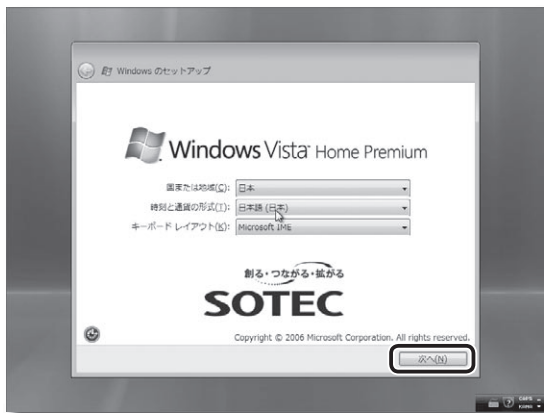 Windows のセットアップ
Windows Vista™ Home Premium
国または地域(C): 日本
時刻と通貨の形式(T): 日本語 (日本)
キーボード レイアウト(K): Microsoft IME
創る・つながる・拡がる
SOTEC
Copyright © 2006 Microsoft Corporation. All rights reserved.
次へ(N)
CAPS
KANA